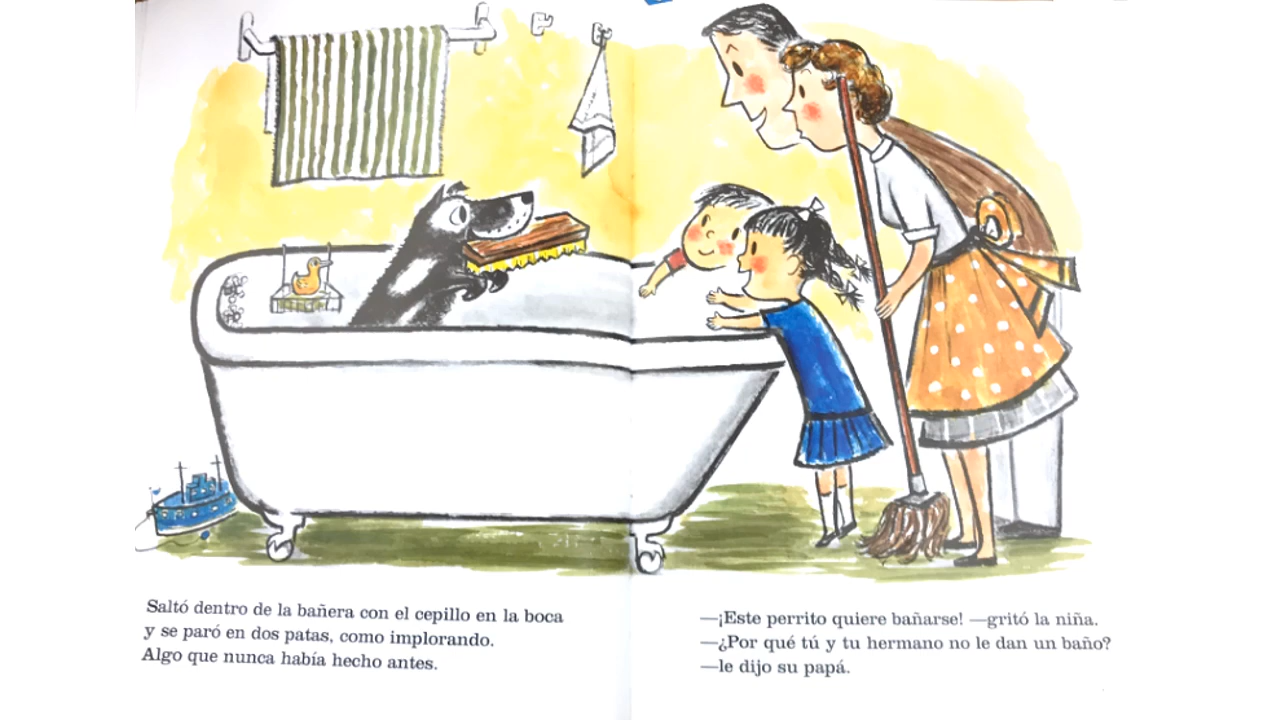 Saltó dentro de la bañera con el cepillo en la boca
y se paró en dos patas, como implorando.
Algo que nunca había hecho antes.
—¡Este perrito quiere bañarse! —gritó la niña.
—¿Por qué tú y tu hermano no le dan un baño?
—le dijo su papá.